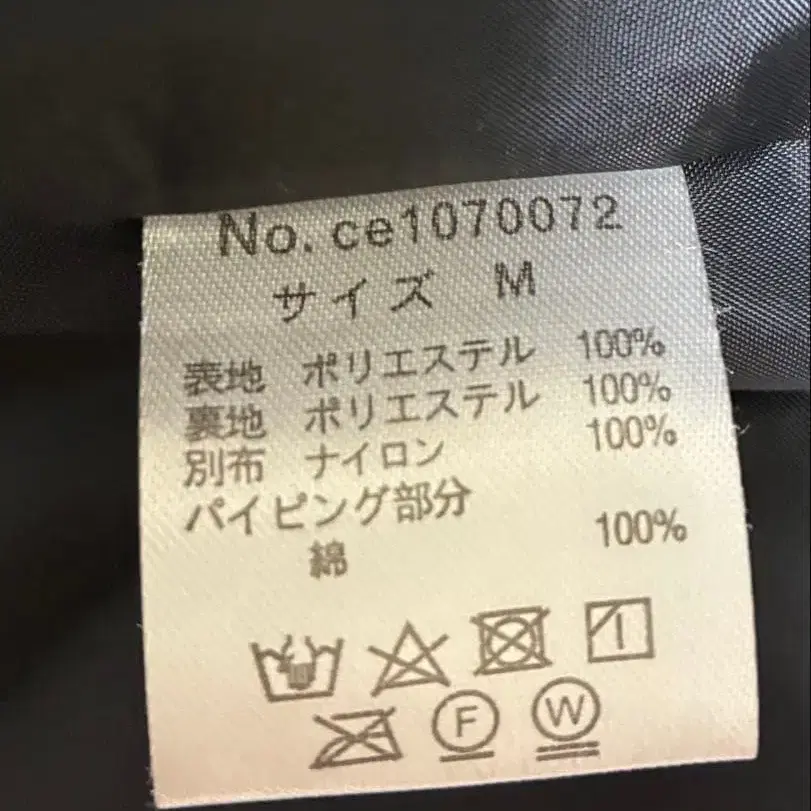 No. ce1070072
サイズ M
表地 ポリエステル 100%
裏地 ポリエステル 100%
別布 ナイロン 100%
パイピング部分
綿 100%
F W